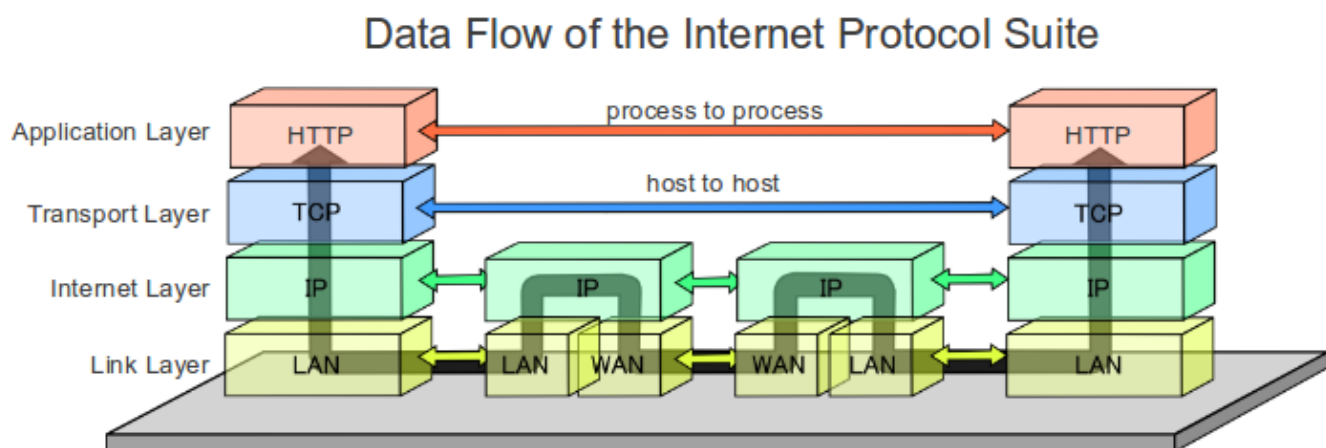 Data Flow of the Internet Protocol Suite
Application Layer HTTP process to process HTTP
Transport Layer TCP host to host TCP
Internet Layer IP IP IP IP
Link Layer LAN LAN WAN WAN LAN LAN